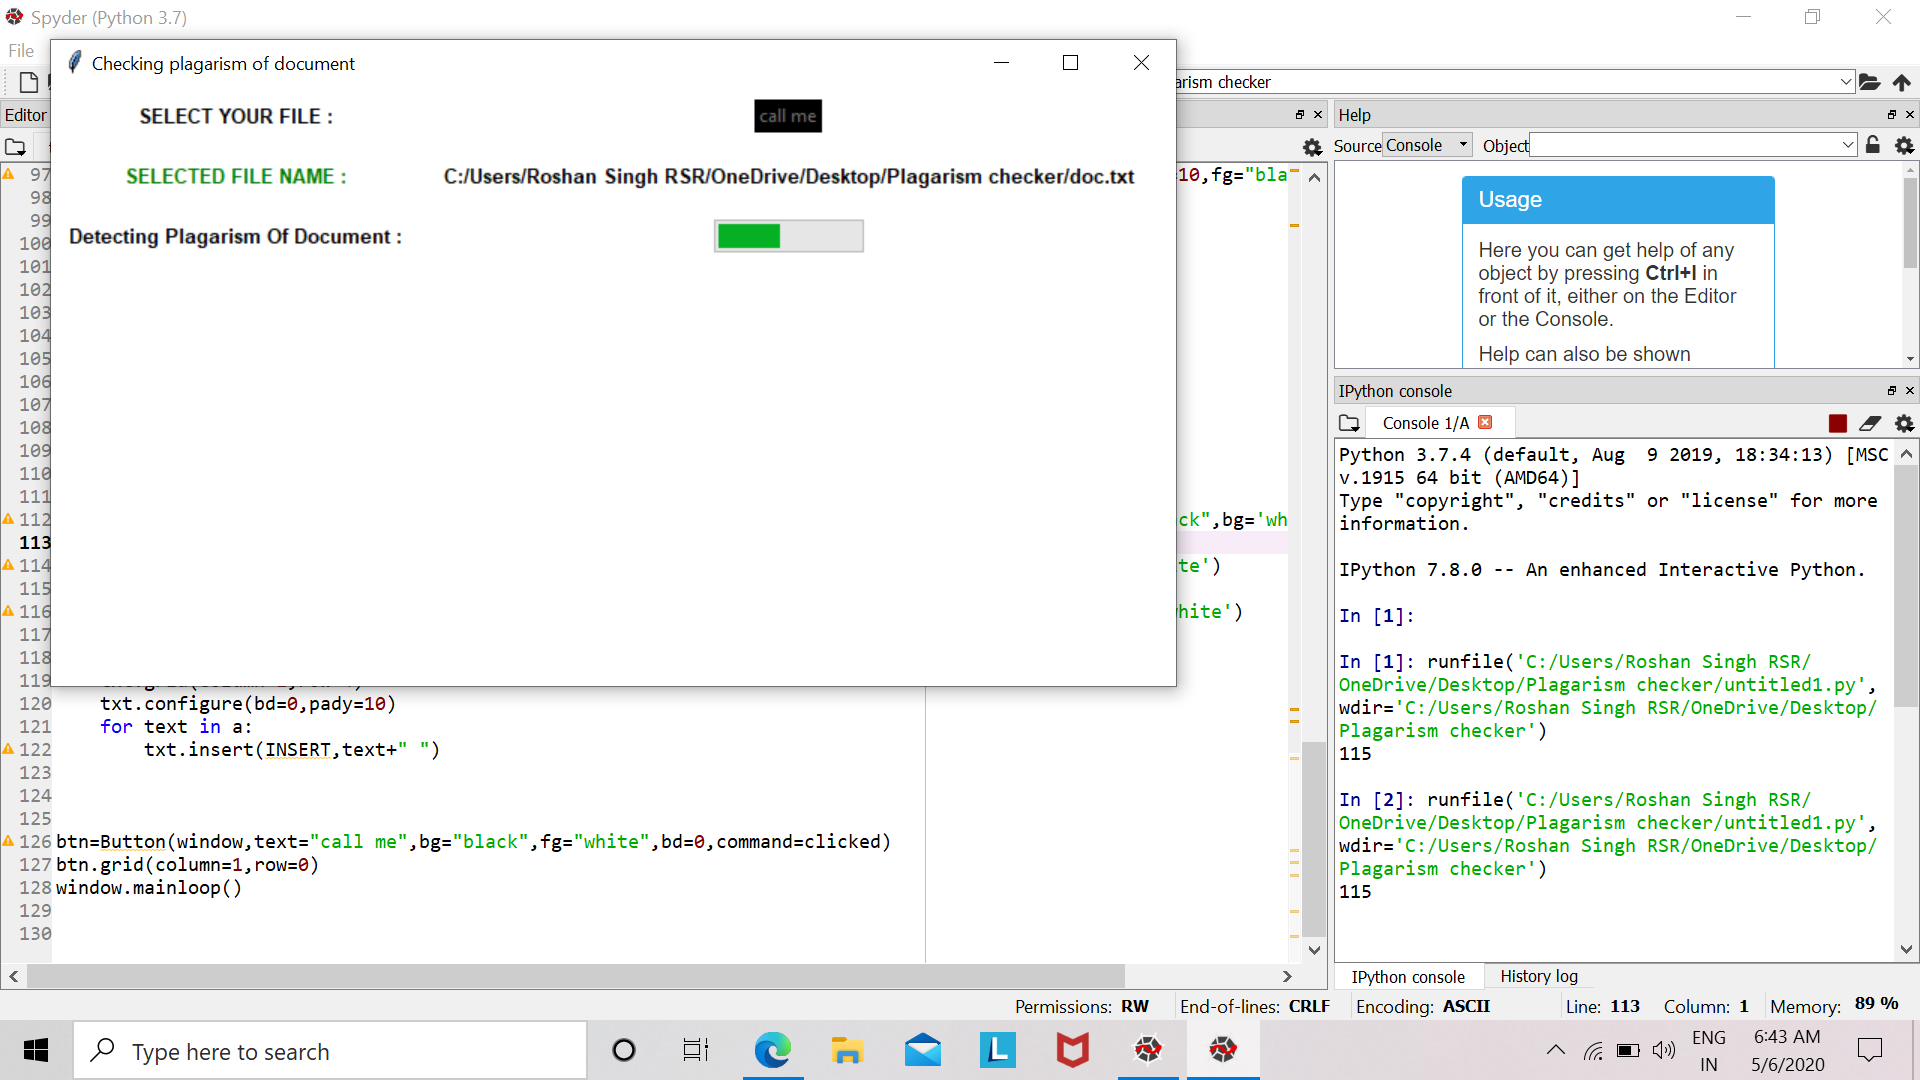 Spyder (Python 3.7)
File
Checking plagarism of document
SELECT YOUR FILE :
call me
SELECTED FILE NAME :
C:/Users/Roshan Singh RSR/OneDrive/Desktop/Plagarism checker/doc.txt
Detecting Plagarism Of Document :
arism checker
Editor
97
=10,fg="bla
98
99
100
101
102
103
104
105
106
107
108
109
110
111
112
ck",bg='wh
113
114
te')
115
116
white')
117
118
119
120 txt.configure(bd=0,pady=10)
121 for text in a:
122 txt.insert(INSERT,text+" ")
123
124
125
126 btn=Button(window,text="call me",bg="black",fg="white",bd=0,command=clicked)
127 btn.grid(column=1,row=0)
128 window.mainloop()
129
130
Help
Source Console Object
Usage
Here you can get help of any
object by pressing Ctrl+I in
front of it, either on the Editor
or the Console.
Help can also be shown
IPython console
Console 1/A
Python 3.7.4 (default, Aug  9 2019, 18:34:13) [MSC
v.1915 64 bit (AMD64)]
Type "copyright", "credits" or "license" for more
information.
IPython 7.8.0 -- An enhanced Interactive Python.
In [1]:
In [1]: runfile('C:/Users/Roshan Singh RSR/
OneDrive/Desktop/Plagarism checker/untitled1.py',
wdir='C:/Users/Roshan Singh RSR/OneDrive/Desktop/
Plagarism checker')
115
In [2]: runfile('C:/Users/Roshan Singh RSR/
OneDrive/Desktop/Plagarism checker/untitled1.py',
wdir='C:/Users/Roshan Singh RSR/OneDrive/Desktop/
Plagarism checker')
115
IPython console
History log
Permissions: RW End-of-lines: CRLF Encoding: ASCII Line: 113 Column: 1 Memory: 89 %
Type here to search
L
ENG
IN
6:43 AM
5/6/2020